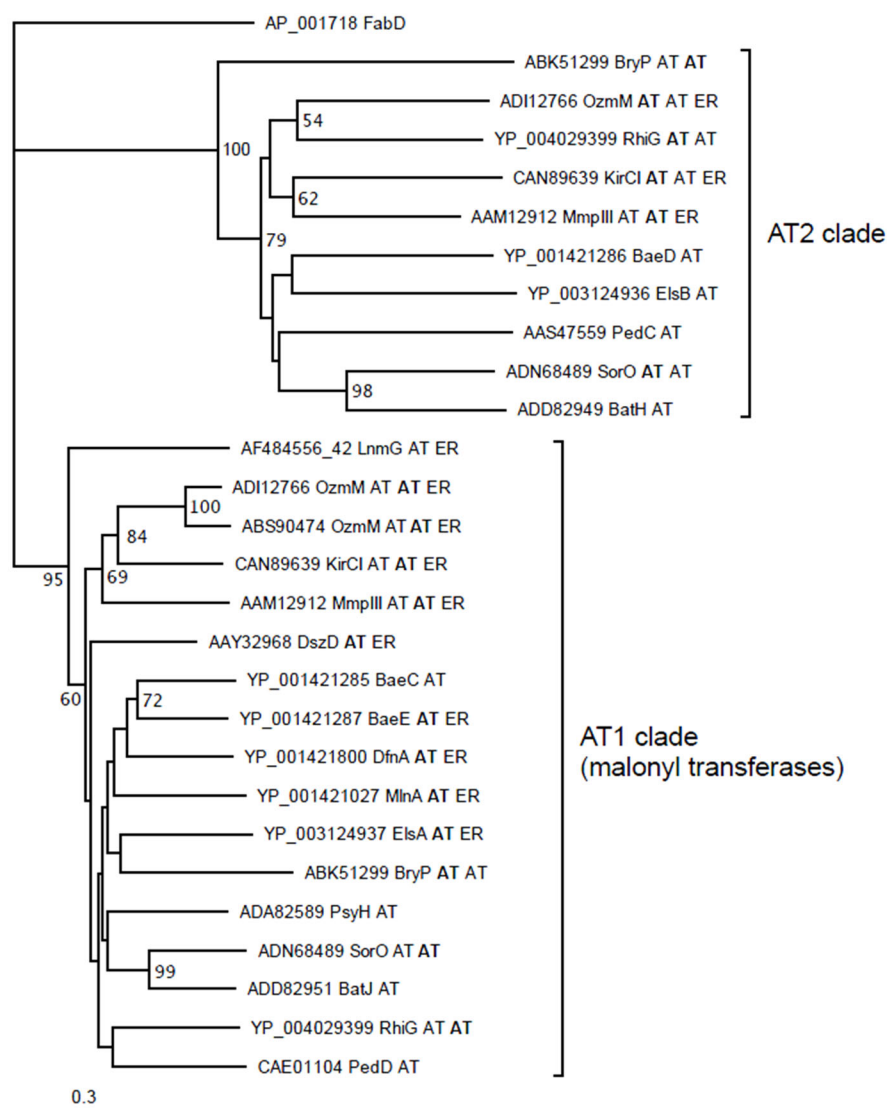 AP_001718 FabD
ABK51299 BryP AT AT
ADI12766 OzmM AT AT ER
54
YP_004029399 RhiG AT AT
100
CAN89639 KirCI AT AT ER
62
AAM12912 MmpIII AT AT ER
AT2 clade
79
YP_001421286 BaeD AT
YP_003124936 ElsB AT
AAS47559 PedC AT
ADN68489 SorO AT AT
98
ADD82949 BatH AT
AF484556_42 LnmG AT ER
ADI12766 OzmM AT AT ER
100
ABS90474 OzmM AT AT ER
84
CAN89639 KirCI AT AT ER
95
69
AAM12912 MmpIII AT AT ER
AAY32968 DszD AT ER
YP_001421285 BaeC AT
60
72
YP_001421287 BaeE AT ER
AT1 clade
YP_001421800 DfnA AT ER
(malonyl transferases)
YP_001421027 MlnA AT ER
YP_003124937 ElsA AT ER
ABK51299 BryP AT AT
ADA82589 PsyH AT
ADN68489 SorO AT AT
99
ADD82951 BatJ AT
YP_004029399 RhiG AT AT
CAE01104 PedD AT
0.3